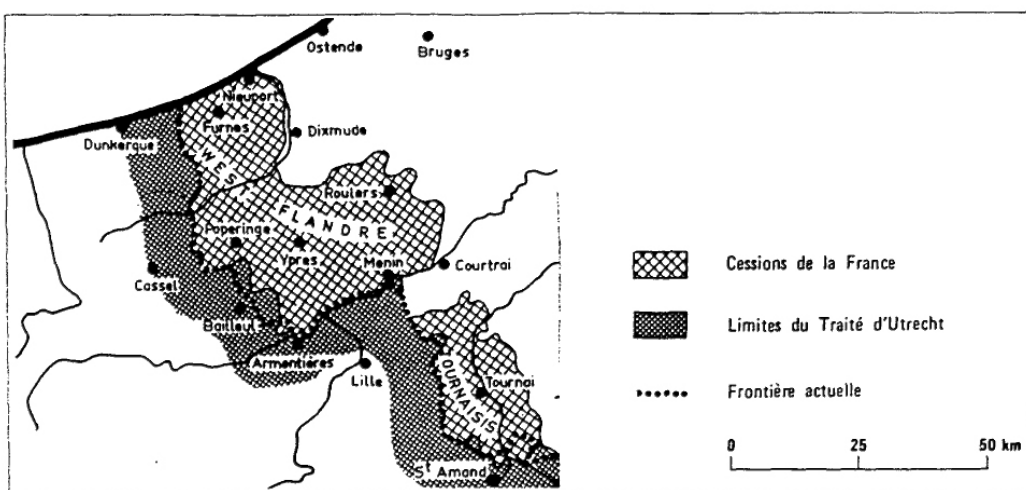 Ostende
Bruges
Nieuport
Furnes
Dixmude
Dunkerque
WEST FLANDRE
Roulers
Poperinge
Ypres
Menin
Courtrai
Cassel
Bailleul
Armentières
Lille
TOURNAISIS
Tournai
St Amand
Cessions de la France
Limites du Traité d'Utrecht
Frontière actuelle
0 25 50 km